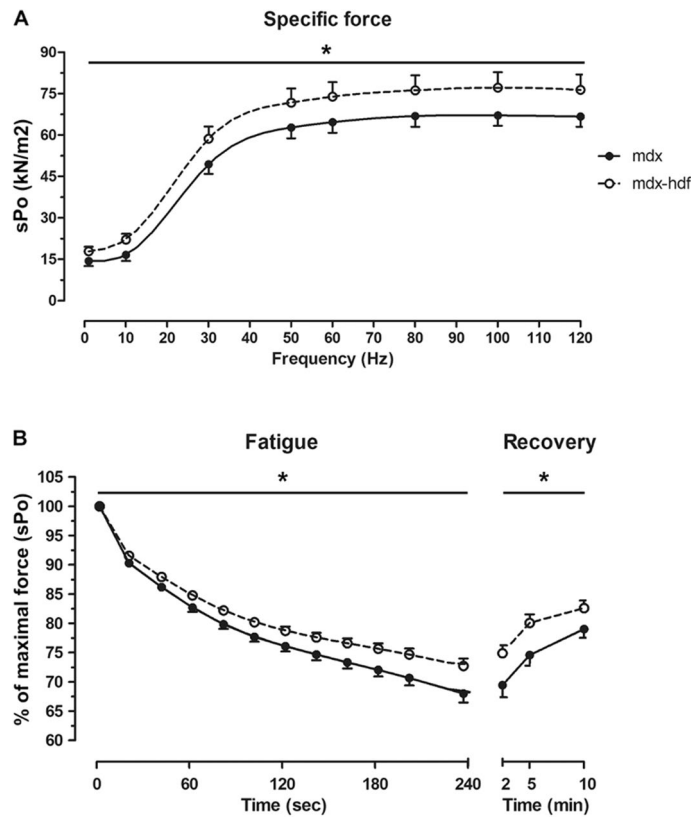 A
Specific force
*
sPo (kN/m2)
90
75
60
45
30
15
0
0 10 20 30 40 50 60 70 80 90 100 110 120
Frequency (Hz)
mdx
mdx-hdf
B
Fatigue
Recovery
*
*
% of maximal force (sPo)
105
100
95
90
85
80
75
70
65
60
0 60 120 180 240
Time (sec)
2 5 10
Time (min)